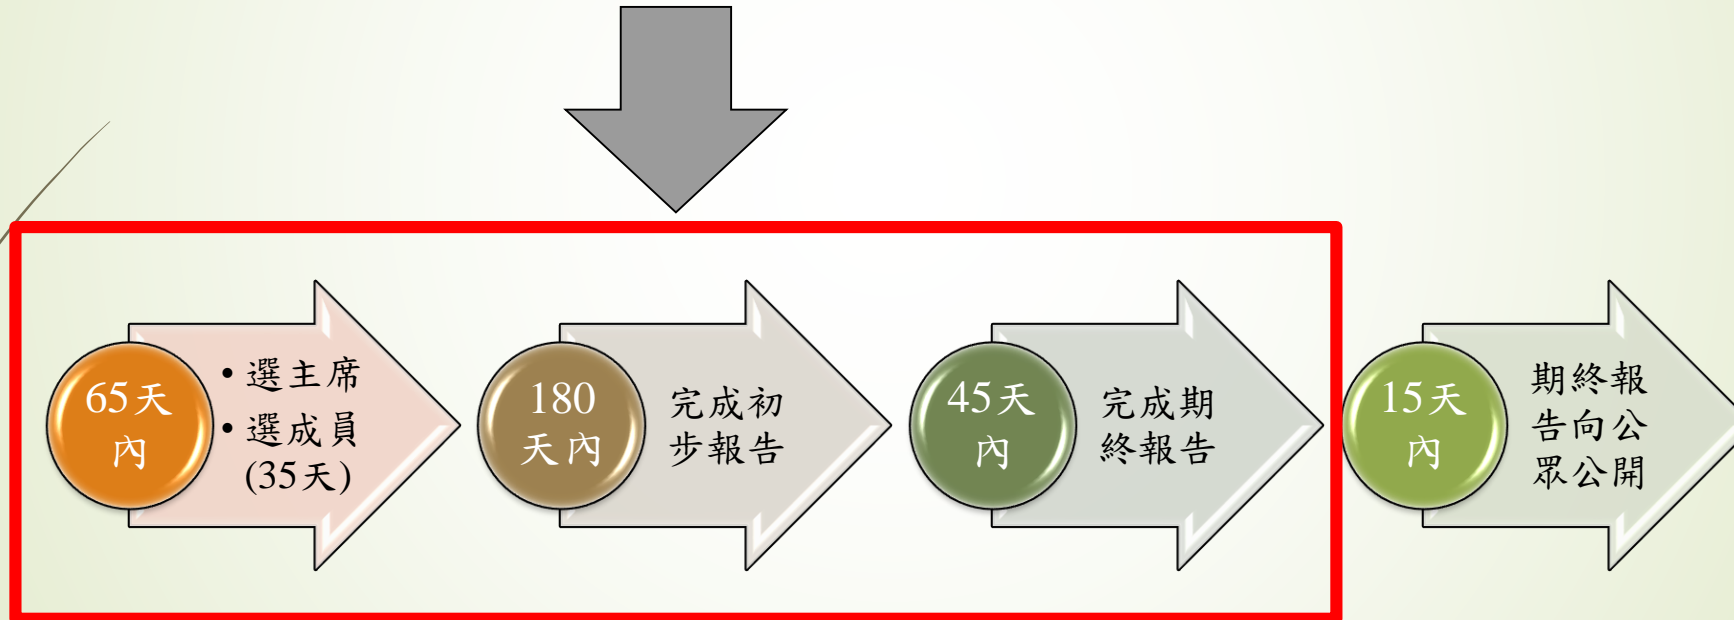 65天
內
• 選主席
• 選成員
(35天)
180
天內
完成初
步報告
45天
內
完成期
終報告
15天
內
期終報
告向公
眾公開